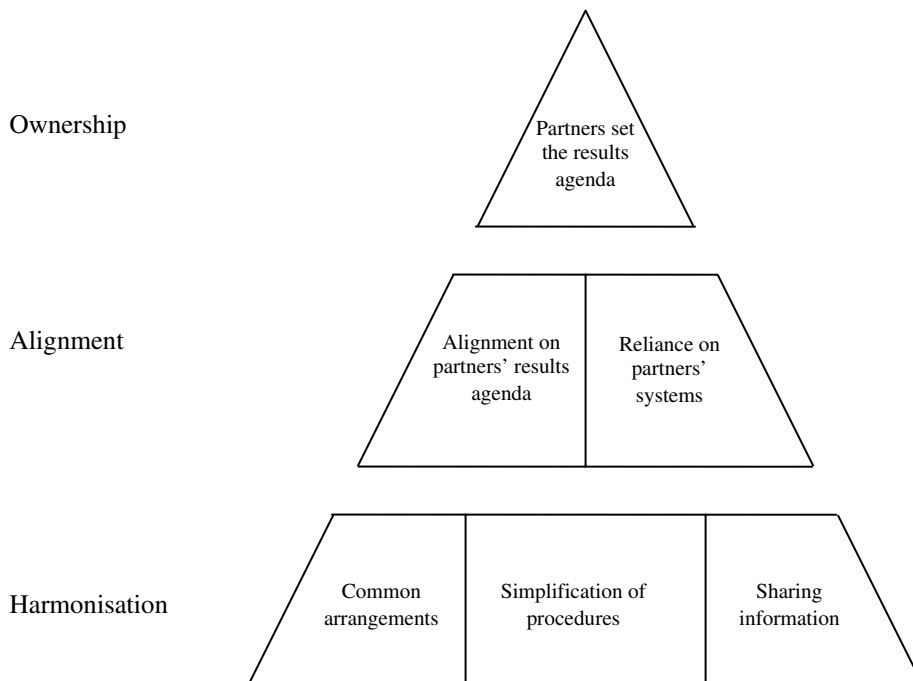 Ownership
Partners set
the results
agenda
Alignment
Alignment on
partners’ results
agenda
Reliance on
partners’
systems
Harmonisation
Common
arrangements
Simplification of
procedures
Sharing
information